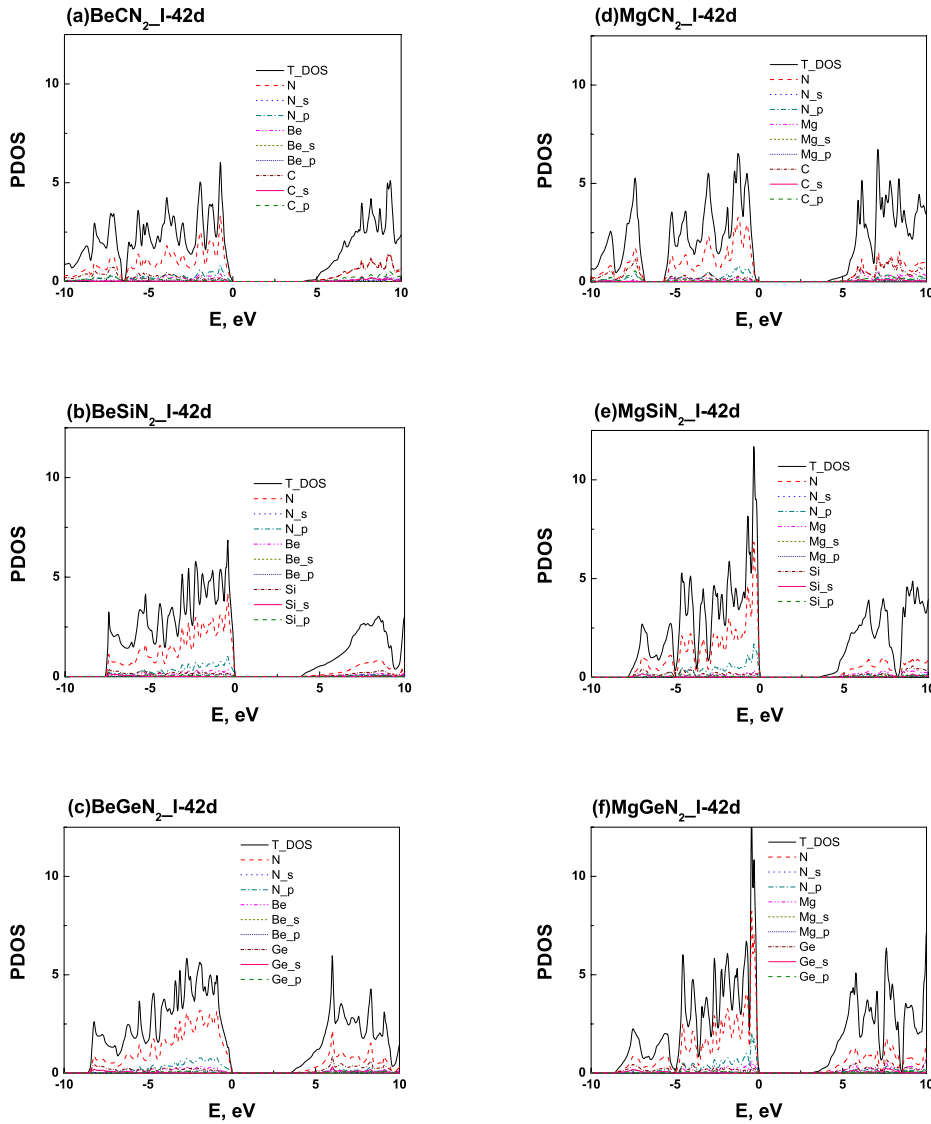 (a)BeCN2_I-42d
PDOS
10
5
0
T_DOS
N
N_s
N_p
Be
Be_s
Be_p
C
C_s
C_p
-10 -5 0 5 10
E, eV
(d)MgCN2_I-42d
PDOS
10
5
0
T_DOS
N
N_s
N_p
Mg
Mg_s
Mg_p
C
C_s
C_p
-10 -5 0 5 10
E, eV
(b)BeSiN2_I-42d
PDOS
10
5
0
T_DOS
N
N_s
N_p
Be
Be_s
Be_p
Si
Si_s
Si_p
-10 -5 0 5 10
E, eV
(e)MgSiN2_I-42d
PDOS
10
5
0
T_DOS
N
N_s
N_p
Mg
Mg_s
Mg_p
Si
Si_s
Si_p
-10 -5 0 5 10
E, eV
(c)BeGeN2_I-42d
PDOS
10
5
0
T_DOS
N
N_s
N_p
Be
Be_s
Be_p
Ge
Ge_s
Ge_p
-10 -5 0 5 10
E, eV
(f)MgGeN2_I-42d
PDOS
10
5
0
T_DOS
N
N_s
N_p
Mg
Mg_s
Mg_p
Ge
Ge_s
Ge_p
-10 -5 0 5 10
E, eV